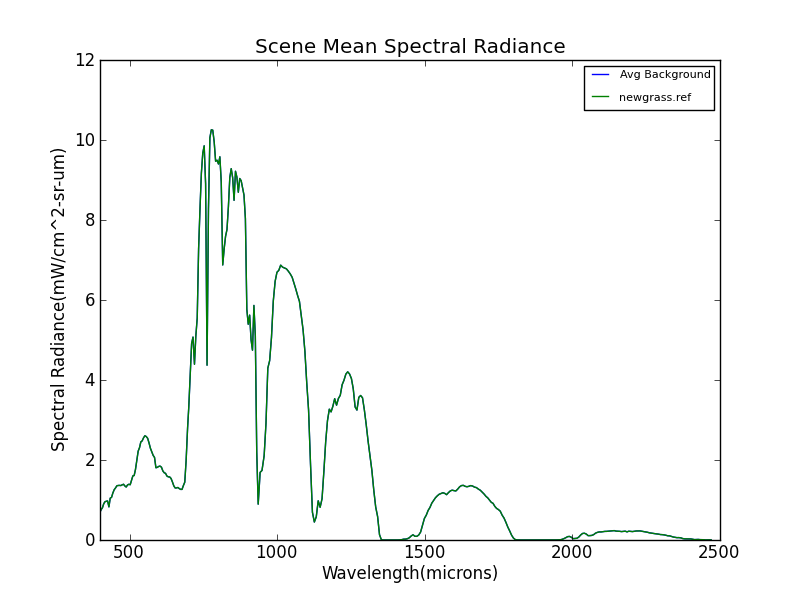 Scene Mean Spectral Radiance
12
10
8
6
4
2
0
Spectral Radiance(mW/cm^2-sr-um)
Avg Background
newgrass.ref
500
1000
1500
2000
2500
Wavelength(microns)